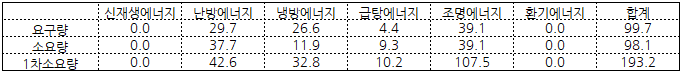 신재생에너지 난방에너지 냉방에너지 급탕에너지 조명에너지 환기에너지 합계
요구량 0.0 29.7 26.6 4.4 39.1 0.0 99.7
소요량 0.0 37.7 11.9 9.3 39.1 0.0 98.1
1차소요량 0.0 42.6 32.8 10.2 107.5 0.0 193.2